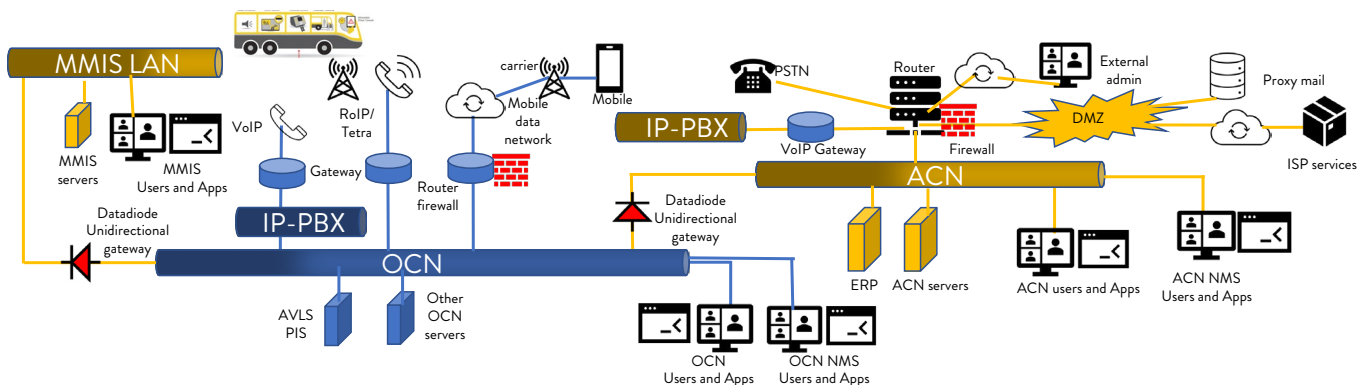 MMIS LAN
MMIS
servers
MMIS
Users and Apps
VoIP
RoIP/
Tetra
carrier
Mobile
Mobile
data
network
Gateway
Router
firewall
IP-PBX
Datadiode
Unidirectional
gateway
OCN
AVLS
PIS
Other
OCN
servers
OCN
Users and Apps
OCN NMS
Users and Apps
PSTN
Router
External
admin
Proxy mail
DMZ
IP-PBX
VoIP Gateway
Firewall
ISP services
ACN
Datadiode
Unidirectional
gateway
ERP
ACN servers
ACN users and Apps
ACN NMS
Users and Apps